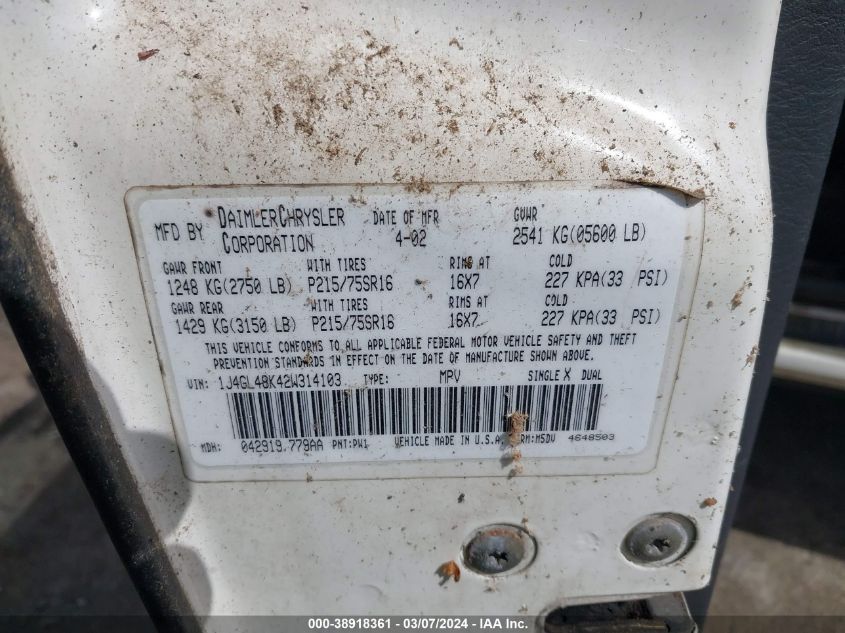 MFD BY DAIMLERCHRYSLER CORPORATION DATE OF MFR 4-02 GVWR 2541 KG(05600 LB)
GAWR FRONT WITH TIRES RIMS AT COLD
1248 KG(2750 LB) P215/75SR16 16X7 227 KPA(33 PSI)
GAWR REAR WITH TIRES RIMS AT COLD
1429 KG(3150 LB) P215/75SR16 16X7 227 KPA(33 PSI)
THIS VEHICLE CONFORMS TO ALL APPLICABLE FEDERAL MOTOR VEHICLE SAFETY AND THEFT
PREVENTION STANDARDS IN EFFECT ON THE DATE OF MANUFACTURE SHOWN ABOVE.
VIN: 1J4GL48K42W314103 TYPE: MPV SINGLE X DUAL
MDH: 042919.779AA PNT:PW1 VEHICLE MADE IN U.S.A. TRM:M5DV 4648503
000-38918361 - 03/07/2024 - IAA Inc.